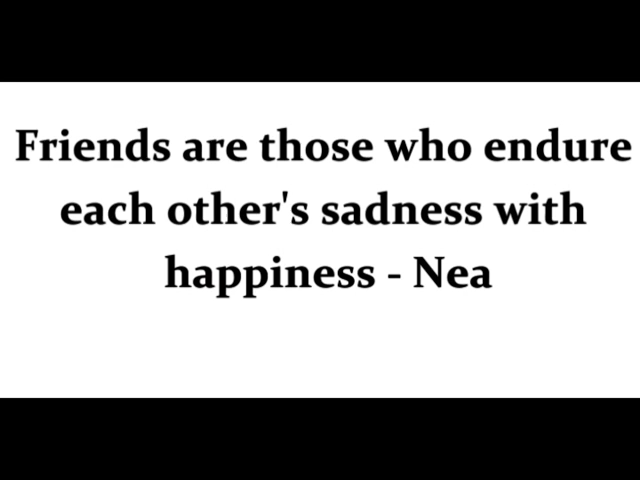 Friends are those who endure
each other's sadness with
happiness - Nea